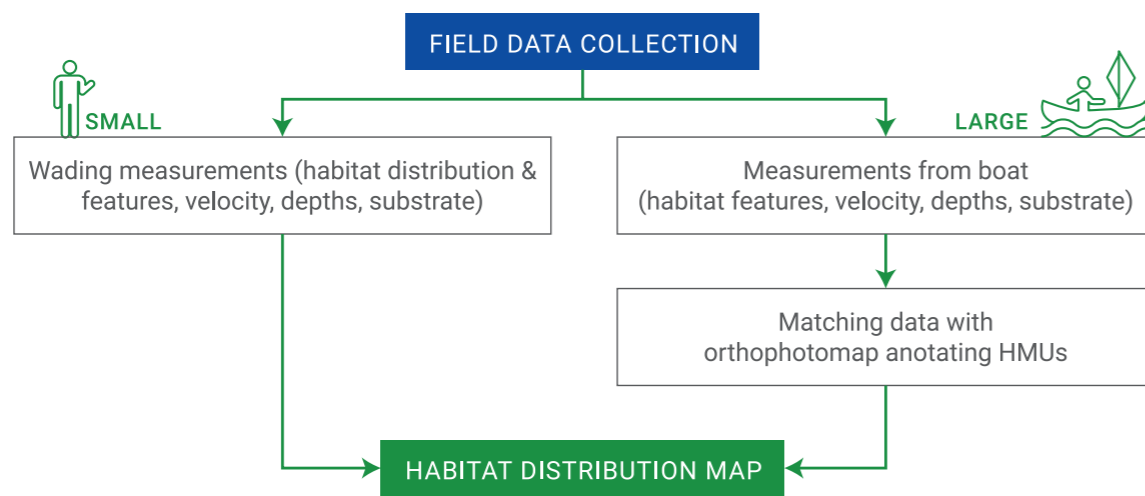 FIELD DATA COLLECTION
SMALL
LARGE
Wading measurements (habitat distribution &
features, velocity, depths, substrate)
Measurements from boat
(habitat features, velocity, depths, substrate)
Matching data with
orthophotomap anotating HMUs
HABITAT DISTRIBUTION MAP